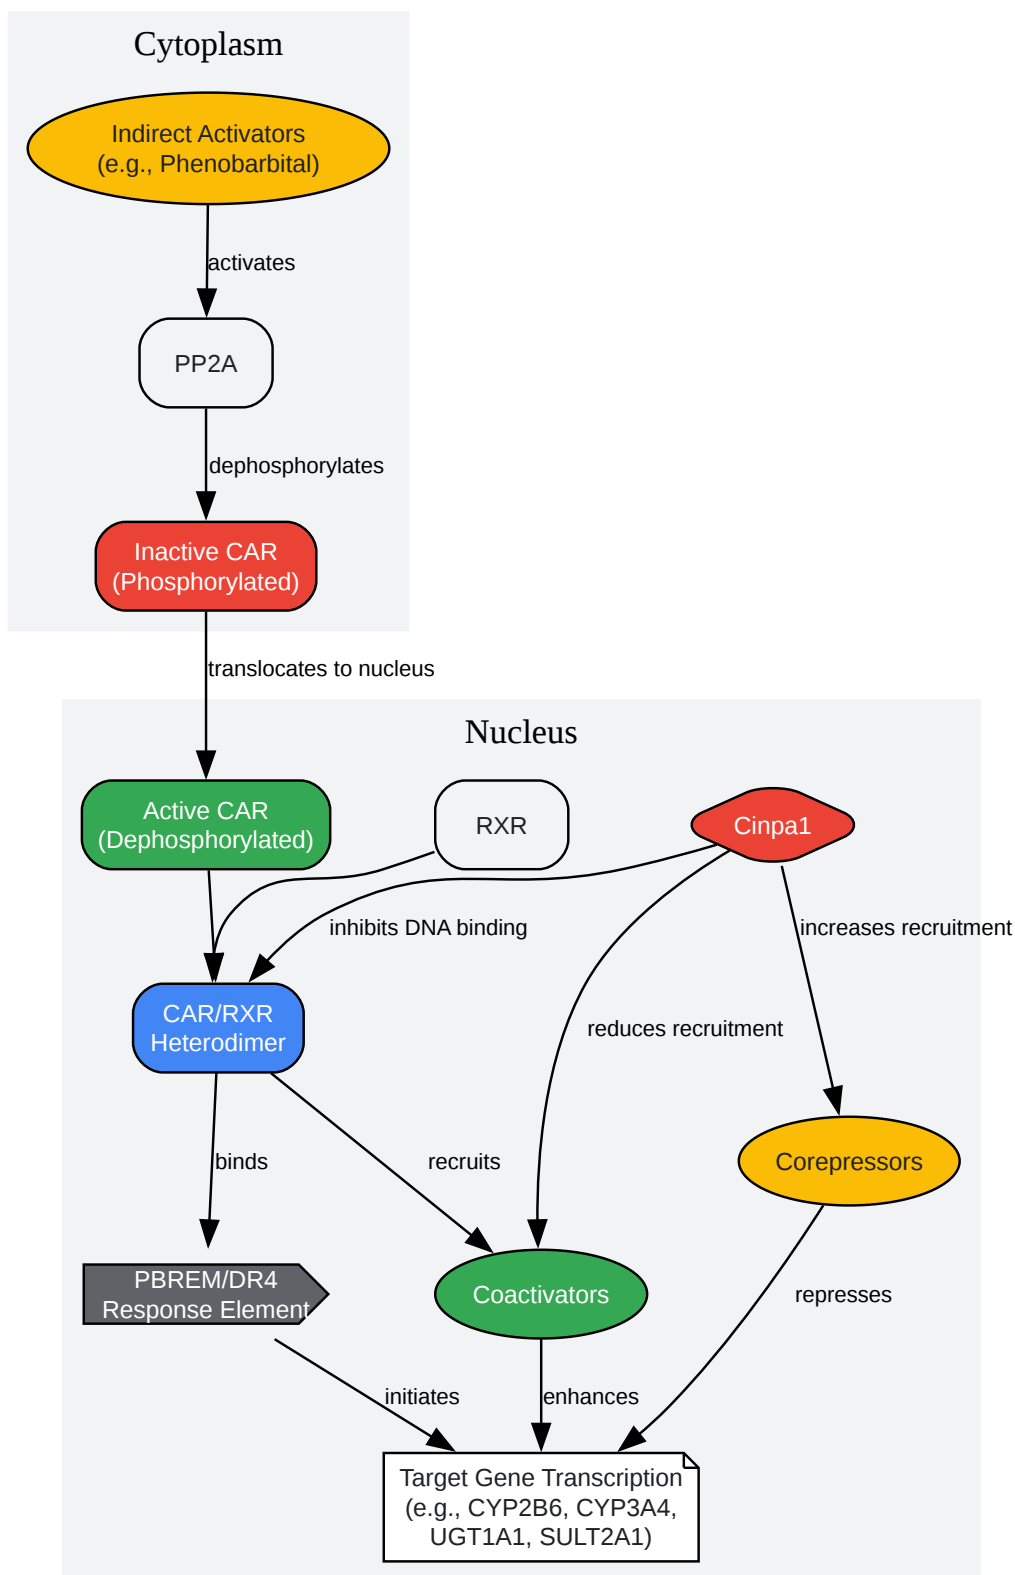 Cytoplasm
Indirect Activators
(e.g., Phenobarbital)
activates
PP2A
dephosphorylates
Inactive CAR
(Phosphorylated)
translocates to nucleus
Nucleus
Active CAR
(Dephosphorylated)
RXR
Cinpa1
inhibits DNA binding
increases recruitment
CAR/RXR
Heterodimer
reduces recruitment
binds
recruits
Corepressors
PBREM/DR4
Response Element
Coactivators
represses
initiates
enhances
Target Gene Transcription
(e.g., CYP2B6, CYP3A4,
UGT1A1, SULT2A1)